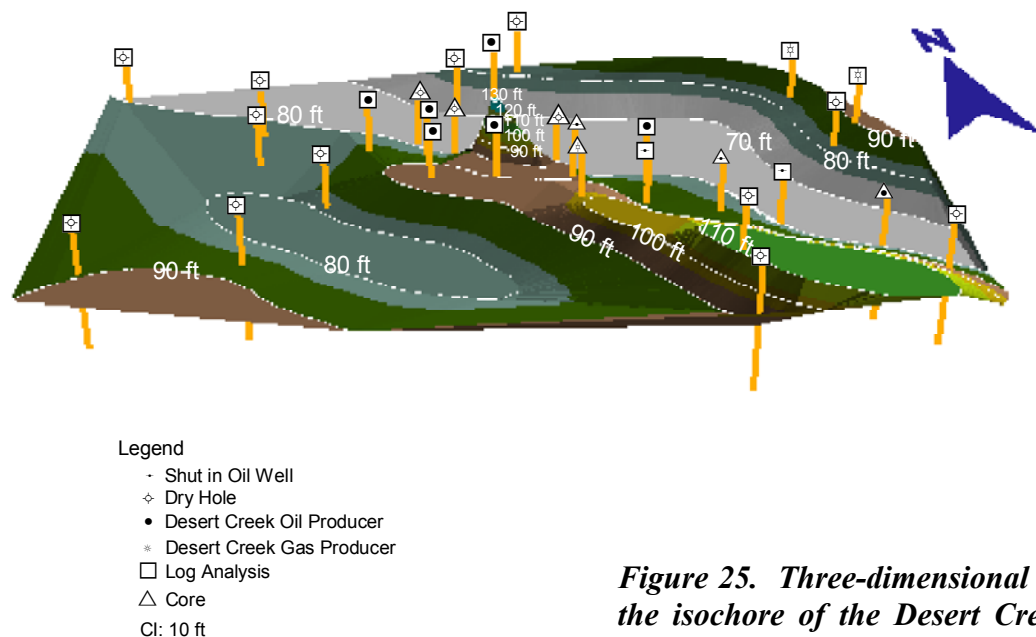 N
130 ft
120 ft
110 ft
100 ft
90 ft
80 ft
70 ft
80 ft
90 ft
90 ft
80 ft
90 ft
100 ft
110 ft
Legend
Shut in Oil Well
Dry Hole
Desert Creek Oil Producer
Desert Creek Gas Producer
Log Analysis
Core
CI: 10 ft
Figure 25. Three-dimensional
the isochore of the Desert Cre